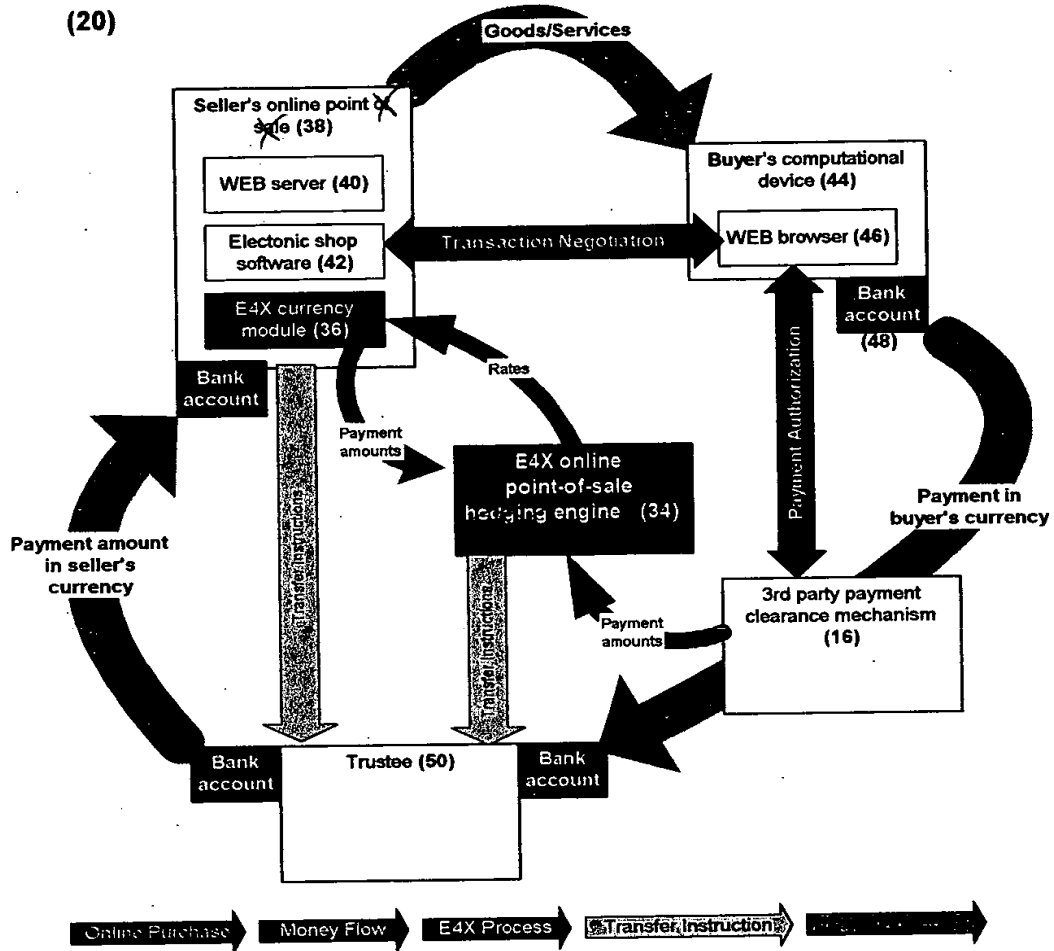 (20)
Goods/Services
Seller's online point of
sale (38)
WEB server (40)
Electonic shop
software (42)
E4X currency
module (36)
Bank
account
Transaction Negotiation
Buyer's computational
device (44)
WEB browser (46)
Bank
account
(48)
Rates
Payment
amounts
E4X online
point-of-sale
hedging engine (34)
Payment Authorization
Payment in
buyer's currency
Payment amount
in seller's
currency
Transfer Instructions
Transfer Instructions
Payment
amounts
3rd party payment
clearance mechanism
(16)
Bank
account
Trustee (50)
Bank
account
Online Purchase
Money Flow
E4X Process
Transfer Instruction